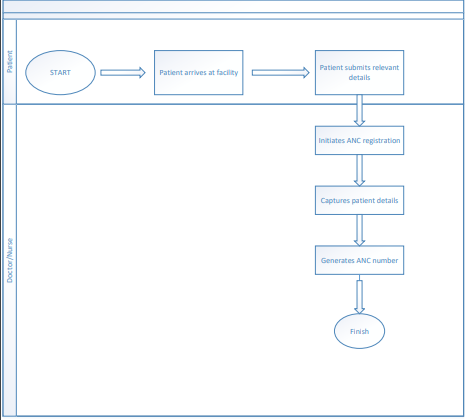 Patient
START
Patient arrives at facility
Patient submits relevant
details
Doctor/Nurse
Initiates ANC registration
Captures patient details
Generates ANC number
Finish